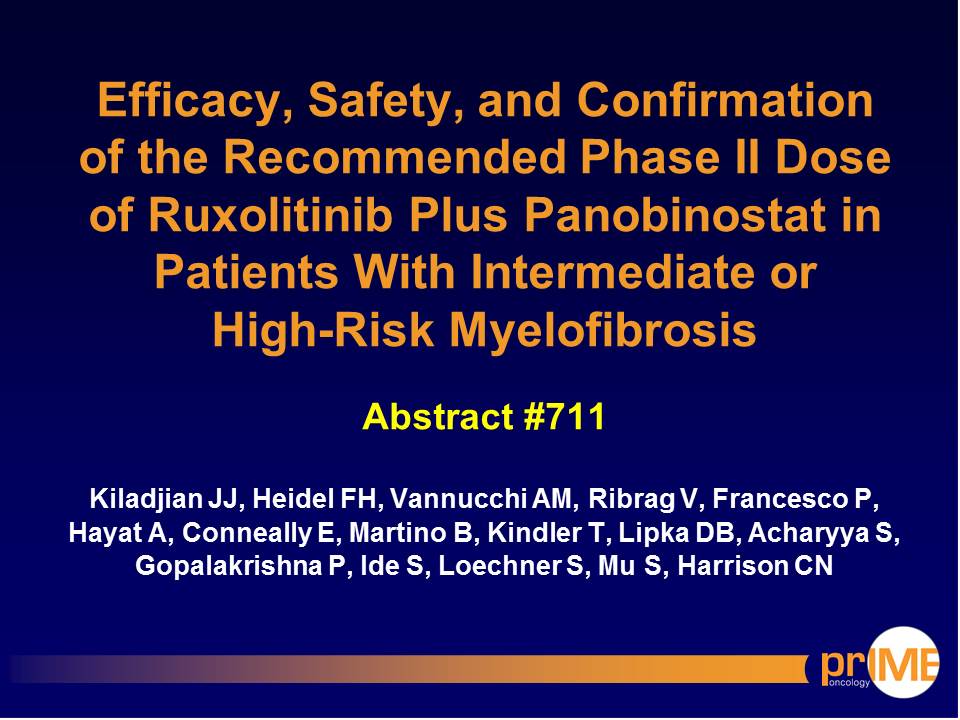 Efficacy, Safety, and Confirmation
of the Recommended Phase II Dose
of Ruxolitinib Plus Panobinostat in
Patients With Intermediate or
High-Risk Myelofibrosis
Abstract #711
Kiladjian JJ, Heidel FH, Vannucchi AM, Ribrag V, Francesco P,
Hayat A, Conneally E, Martino B, Kindler T, Lipka DB, Acharyya S,
Gopalakrishna P, Ide S, Loechner S, Mu S, Harrison CN
prIME
oncology